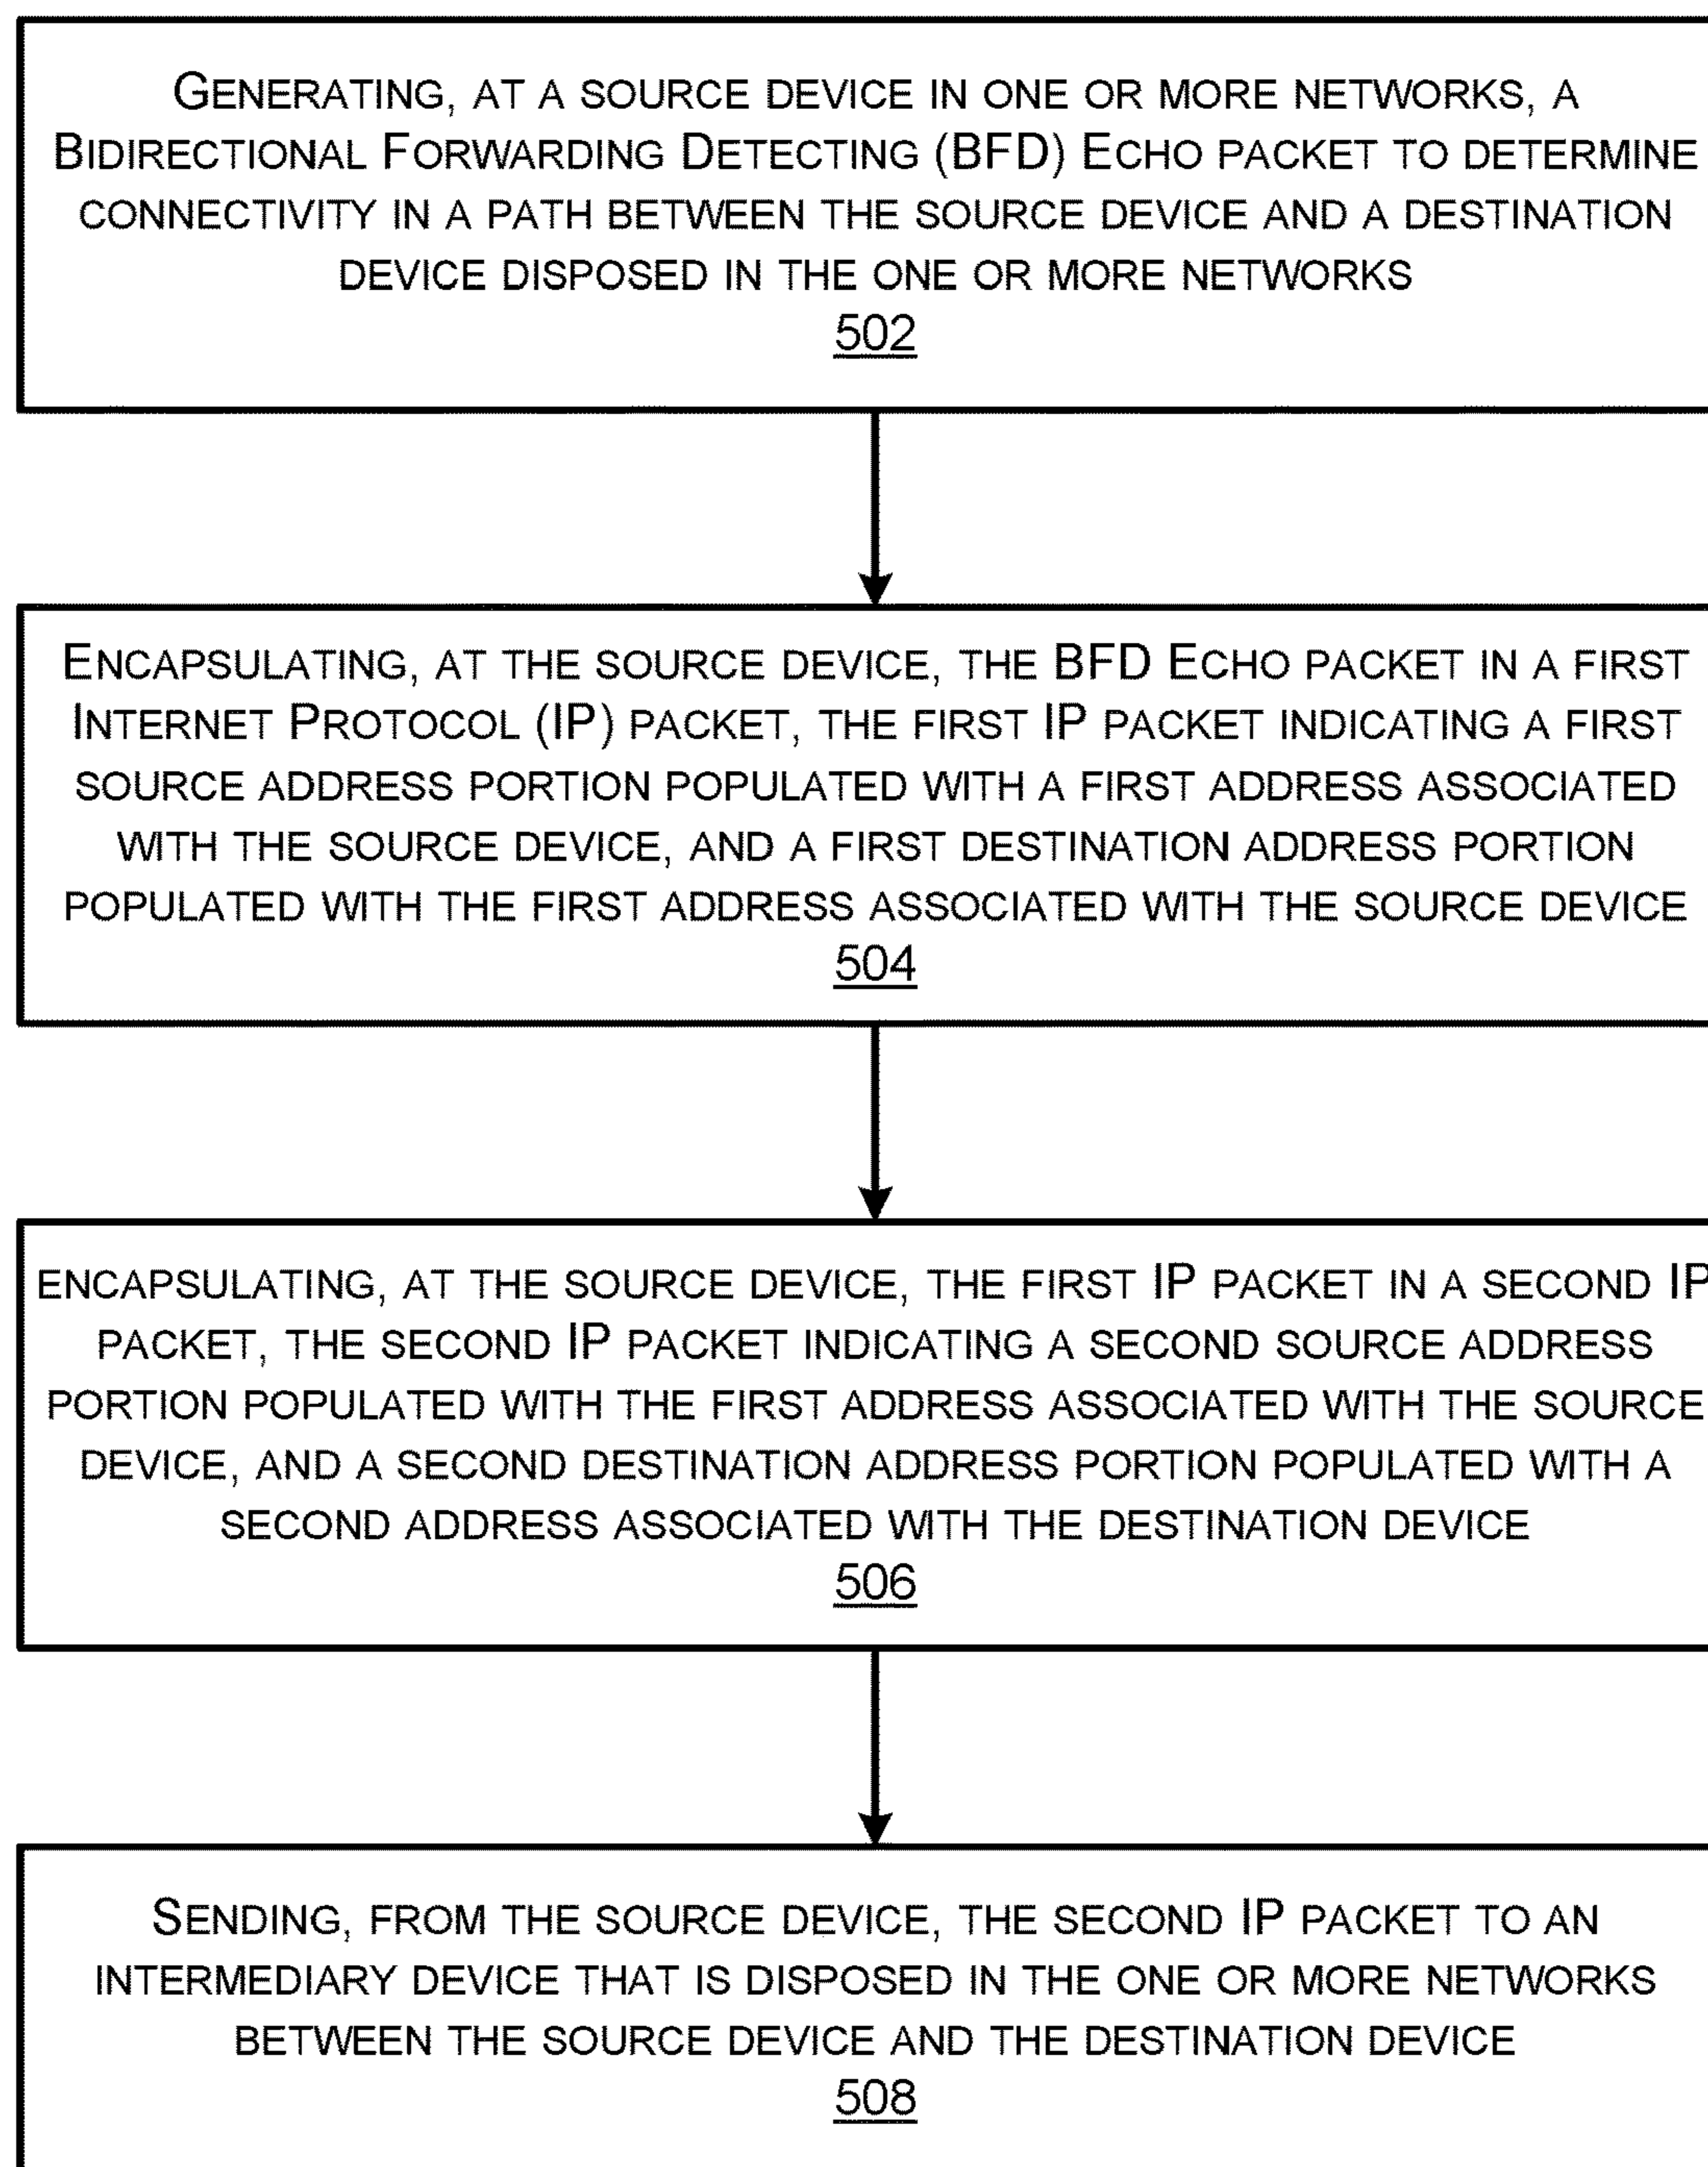 GENERATING, AT A SOURCE DEVICE IN ONE OR MORE NETWORKS, A
BIDIRECTIONAL FORWARDING DETECTING (BFD) ECHO PACKET TO DETERMINE
CONNECTIVITY IN A PATH BETWEEN THE SOURCE DEVICE AND A DESTINATION
DEVICE DISPOSED IN THE ONE OR MORE NETWORKS
502
ENCAPSULATING, AT THE SOURCE DEVICE, THE BFD ECHO PACKET IN A FIRST
INTERNET PROTOCOL (IP) PACKET, THE FIRST IP PACKET INDICATING A FIRST
SOURCE ADDRESS PORTION POPULATED WITH A FIRST ADDRESS ASSOCIATED
WITH THE SOURCE DEVICE, AND A FIRST DESTINATION ADDRESS PORTION
POPULATED WITH THE FIRST ADDRESS ASSOCIATED WITH THE SOURCE DEVICE
504
ENCAPSULATING, AT THE SOURCE DEVICE, THE FIRST IP PACKET IN A SECOND IP
PACKET, THE SECOND IP PACKET INDICATING A SECOND SOURCE ADDRESS
PORTION POPULATED WITH THE FIRST ADDRESS ASSOCIATED WITH THE SOURCE
DEVICE, AND A SECOND DESTINATION ADDRESS PORTION POPULATED WITH A
SECOND ADDRESS ASSOCIATED WITH THE DESTINATION DEVICE
506
SENDING, FROM THE SOURCE DEVICE, THE SECOND IP PACKET TO AN
INTERMEDIARY DEVICE THAT IS DISPOSED IN THE ONE OR MORE NETWORKS
BETWEEN THE SOURCE DEVICE AND THE DESTINATION DEVICE
508